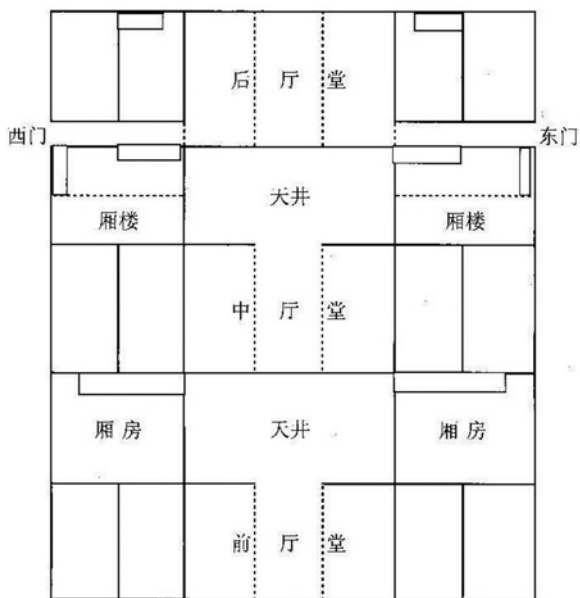 后 厅 堂
西门
东门
天井
厢楼
厢楼
中 厅 堂
厢 房
天井
厢 房
前 厅 堂